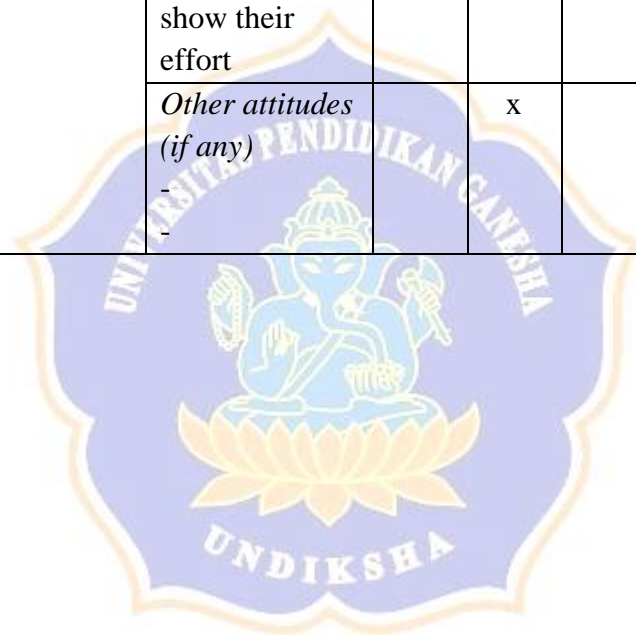 show their
effort
Other attitudes x
(if any)
-
-
UNIVERSITAS PENDIDIKAN GANESHA
UNDIKSHA